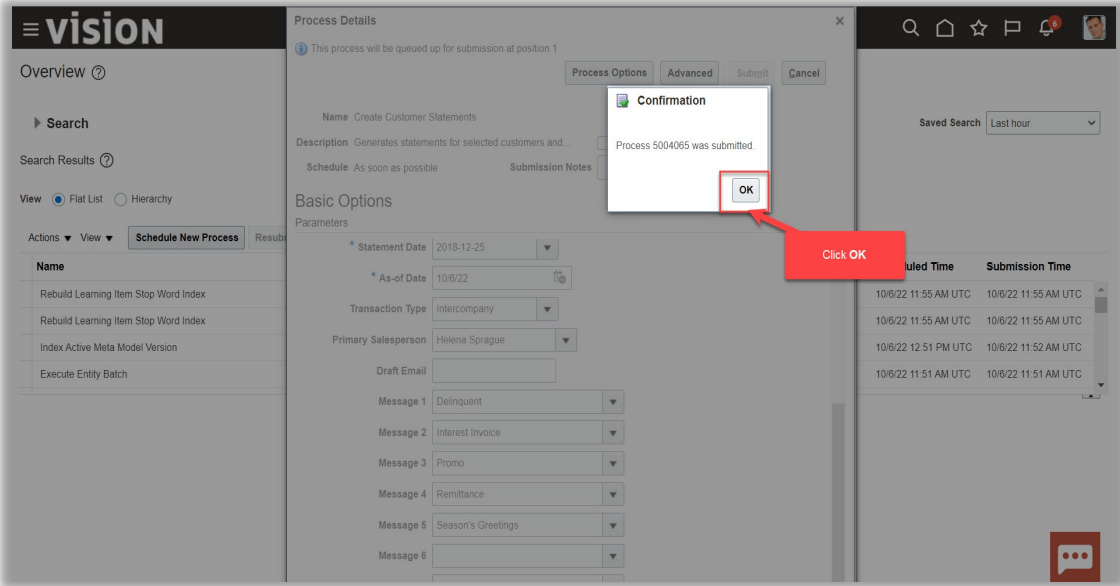 vision
6
Overview
Search
Saved Search Last hour
Search Results
View Flat List Hierarchy
Actions View Schedule New Process
Name
Scheduled Time Submission Time
Rebuild Learning Item Stop Word Index
10/6/22 11:55 AM UTC 10/6/22 11:55 AM UTC
Rebuild Learning Item Stop Word Index
10/6/22 11:55 AM UTC 10/6/22 11:55 AM UTC
Index Active Meta Model Version
10/6/22 12:51 PM UTC 10/6/22 11:52 AM UTC
Execute Entity Batch
10/6/22 11:51 AM UTC 10/6/22 11:51 AM UTC
Process Details
This process will be queued up for submission at position 1
Process Options Advanced Submit Cancel
Name Create Customer Statements
Description Generates statements for selected customers and...
Schedule As soon as possible Submission Notes
Basic Options
Parameters
* Statement Date 2018-12-25
* As-of Date 10/6/22
Transaction Type Intercompany
Primary Salesperson Helena Sprague
Draft Email
Message 1 Delinquent
Message 2 Interest Invoice
Message 3 Promo
Message 4 Remittance
Message 5 Season's Greetings
Message 6
Confirmation
Process 5004065 was submitted.
OK
Click OK